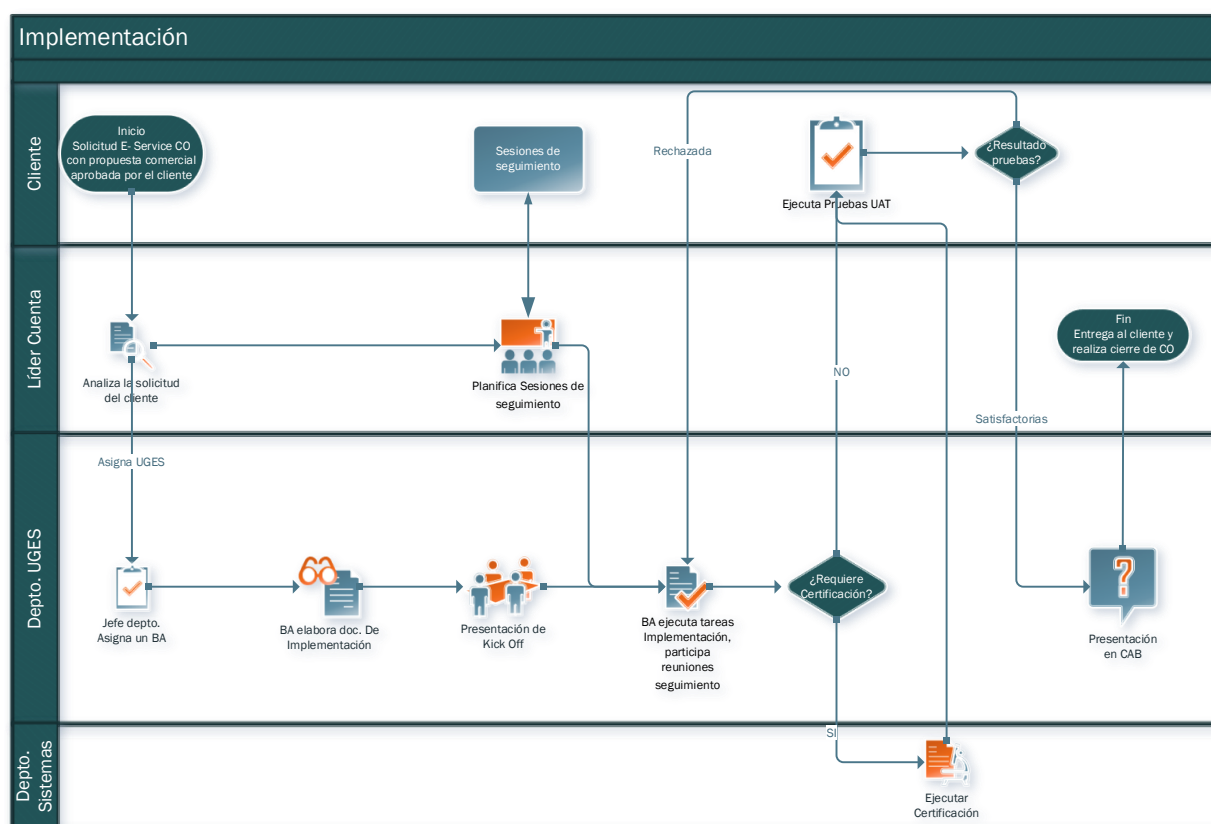 Implementación
Cliente
Inicio
Solicitud E- Service CO
con propuesta comercial
aprobada por el cliente
Sesiones de
seguimiento
Rechazada
Ejecuta Pruebas UAT
¿Resultado
pruebas?
Líder Cuenta
Analiza la solicitud
del cliente
Planifica Sesiones de
seguimiento
NO
Fin
Entrega al cliente y
realiza cierre de CO
Satisfactorias
Depto. UGES
Asigna UGES
Jefe depto.
Asigna un BA
BA elabora doc. De
Implementación
Presentación de
Kick Off
BA ejecuta tareas
Implementación,
participa
reuniones
seguimiento
¿Requiere
Certificación?
?
Presentación
en CAB
Depto.
Sistemas
SI
Ejecutar
Certificación